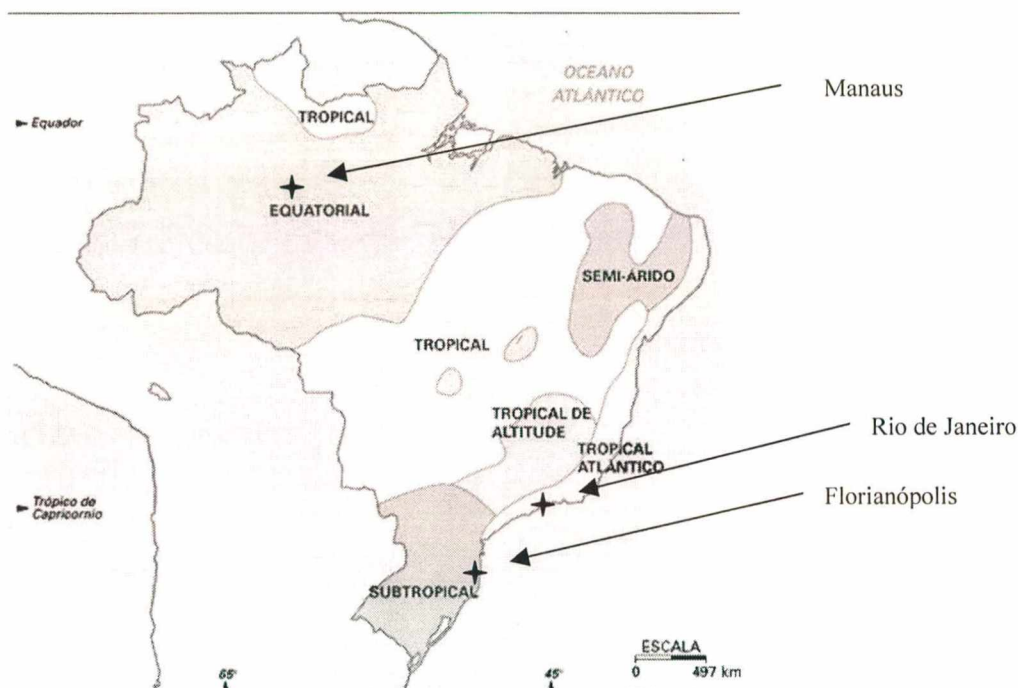 OCEANO
ATLÂNTICO
Manaus
TROPICAL
Equador
EQUATORIAL
SEMI-ÁRIDO
TROPICAL
TROPICAL DE
ALTITUDE
Rio de Janeiro
TROPICAL
ATLÂNTICO
Trópico de
Capricornio
Florianópolis
SUBTROPICAL
ESCALA
0 497 km
65°
45°